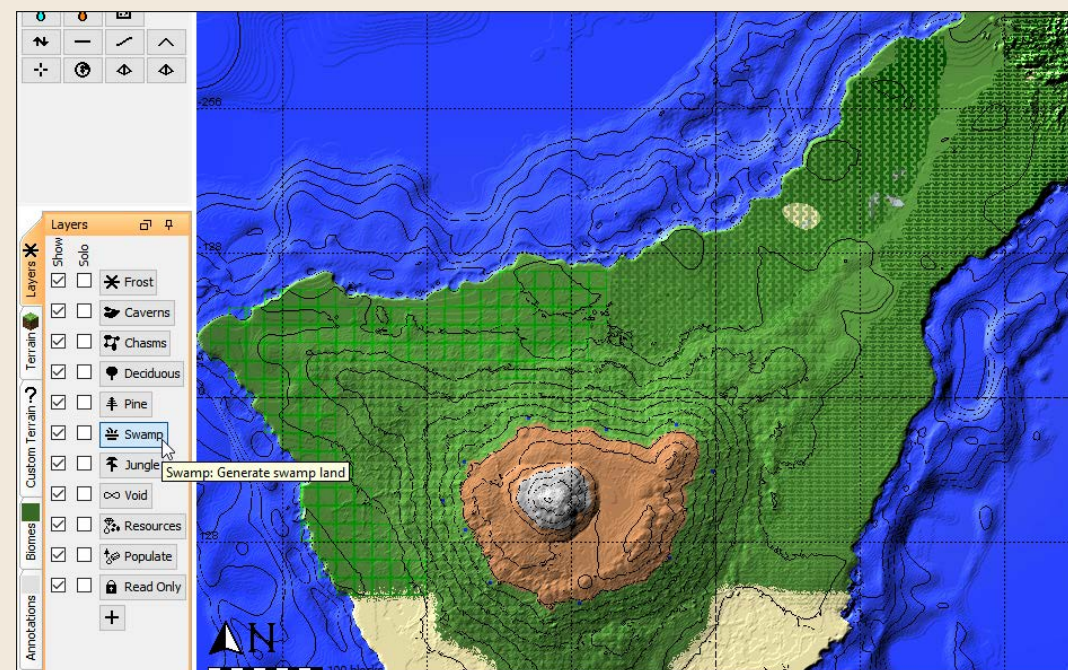 Layers
Show
Solo
Frost
Caverns
Chasms
Deciduous
Pine
Swamp
Jungle
Void
Resources
Populate
Read Only
+
Layers
Terrain
? Custom Terrain
Biomes
Annotations
Swamp: Generate swamp land
-256
-128
0
128
N